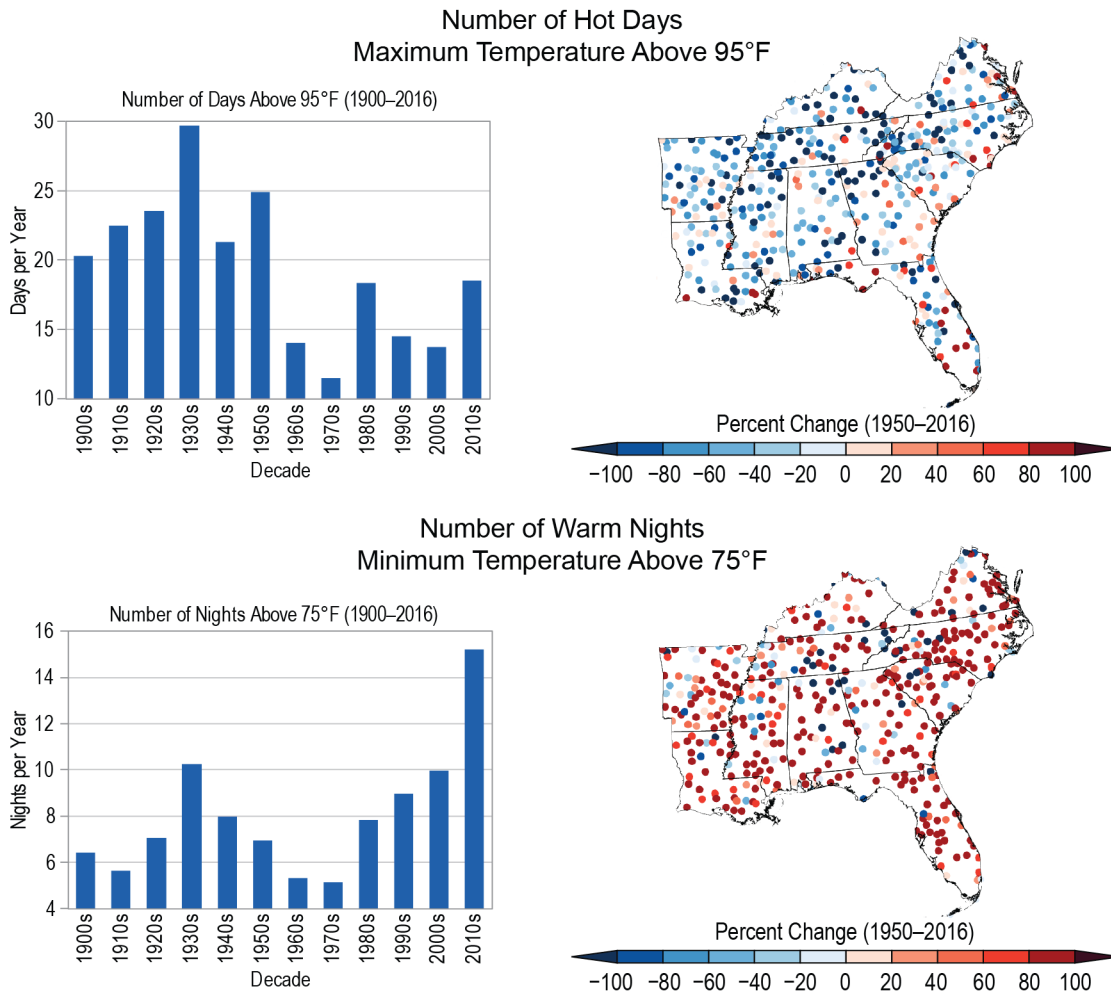 Number of Hot Days
Maximum Temperature Above 95°F
Number of Days Above 95°F (1900–2016)
30
25
20
15
10
Days per Year
1900s
1910s
1920s
1930s
1940s
1950s
1960s
1970s
1980s
1990s
2000s
2010s
Decade
Percent Change (1950–2016)
−100 −80 −60 −40 −20 0 20 40 60 80 100
Number of Warm Nights
Minimum Temperature Above 75°F
Number of Nights Above 75°F (1900–2016)
16
14
12
10
8
6
4
Nights per Year
1900s
1910s
1920s
1930s
1940s
1950s
1960s
1970s
1980s
1990s
2000s
2010s
Decade
Percent Change (1950–2016)
−100 −80 −60 −40 −20 0 20 40 60 80 100